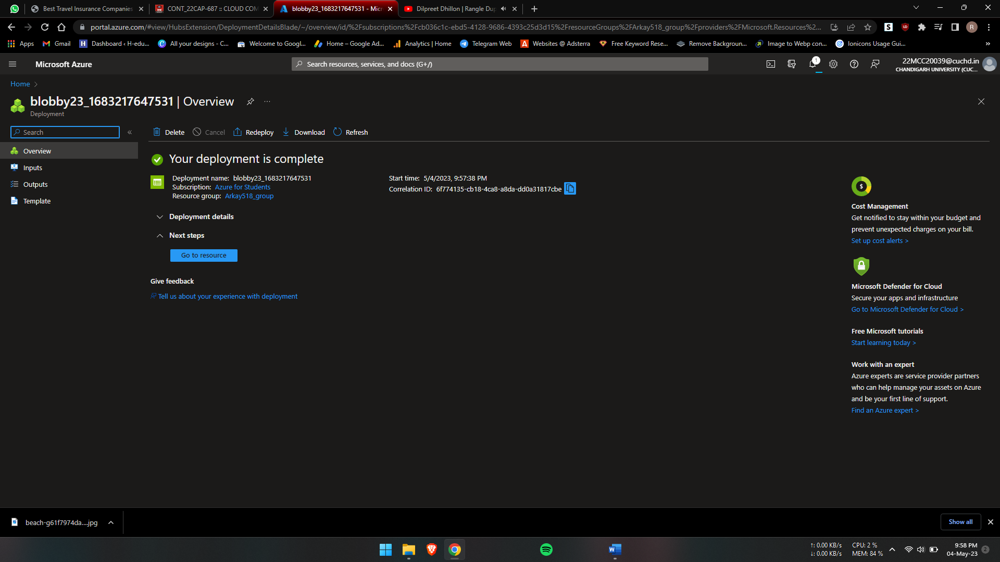 Best Travel Insurance Companies
CONT_22CAP-687 :: CLOUD COM
blobby23_1683217647531 - Micr
Dilpreet Dhillon | Rangle Dup
portal.azure.com/#view/HubsExtension/DeploymentDetailsBlade/~/overview/id/%2Fsubscriptions%2Fcb036c1c-ebd5-4128-9686-4393c25d3d15%2FresourceGroups%2FArkay518_group%2Fproviders%2FMicrosoft.Resources%2...
R
Apps
Gmail
Dashboard ‹ H-edu...
All your designs - C...
Welcome to Googl...
Home – Google Ad...
Analytics | Home
Telegram Web
Websites @ Adsterra
Free Keyword Rese...
Remove Backgroun...
Image to Webp con...
Ionicons Usage Gui...
»
Microsoft Azure
Search resources, services, and docs (G+/)
1
22MCC20039@cuchd.in
CHANDIGARH UNIVERSITY (CUC...
Home
blobby23_1683217647531 | Overview
Deployment
Search
Delete
Cancel
Redeploy
Download
Refresh
Overview
Inputs
Outputs
Template
Your deployment is complete
Deployment name: blobby23_1683217647531
Subscription: Azure for Students
Resource group: Arkay518_group
Start time: 5/4/2023, 9:57:38 PM
Correlation ID: 6f774135-cb18-4ca8-a8da-dd0a31817cbe
Deployment details
Next steps
Go to resource
Give feedback
Tell us about your experience with deployment
Cost Management
Get notified to stay within your budget and
prevent unexpected charges on your bill.
Set up cost alerts >
Microsoft Defender for Cloud
Secure your apps and infrastructure
Go to Microsoft Defender for Cloud >
Free Microsoft tutorials
Start learning today >
Work with an expert
Azure experts are service provider partners
who can help manage your assets on Azure
and be your first line of support.
Find an Azure expert >
beach-g61f7974da....jpg
Show all
↑: 0.00 KB/s
↓: 0.00 KB/s
CPU: 2 %
MEM: 84 %
9:58 PM
04-May-23
2